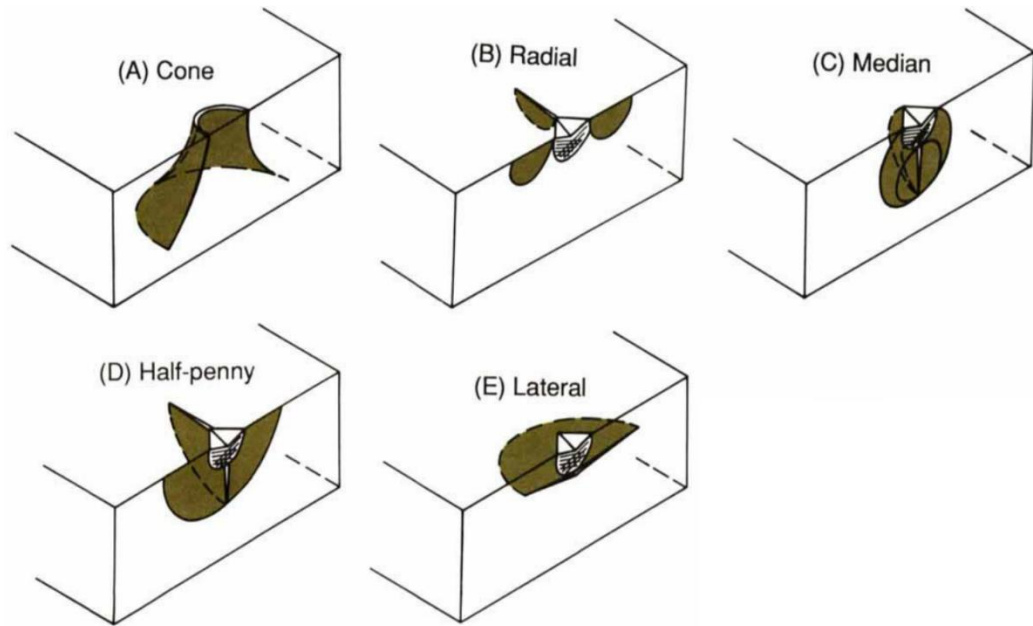 (A) Cone
(B) Radial
(C) Median
(D) Half-penny
(E) Lateral